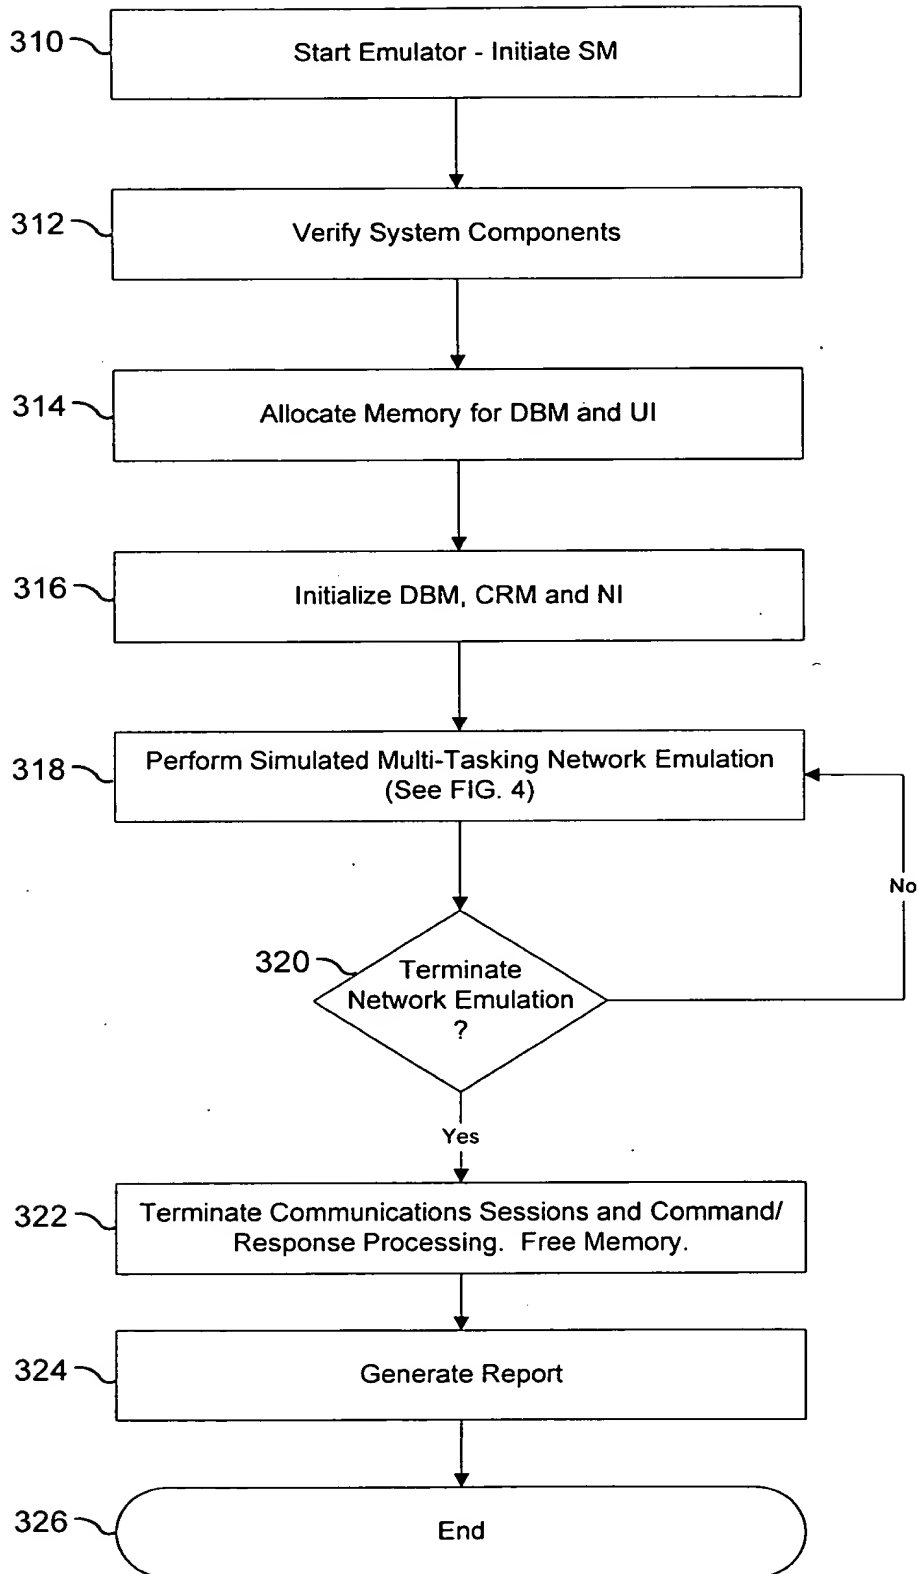 310
Start Emulator - Initiate SM
312
Verify System Components
314
Allocate Memory for DBM and UI
316
Initialize DBM, CRM and NI
318
Perform Simulated Multi-Tasking Network Emulation
(See FIG. 4)
No
320
Terminate
Network Emulation
?
Yes
322
Terminate Communications Sessions and Command/
Response Processing. Free Memory.
324
Generate Report
326
End